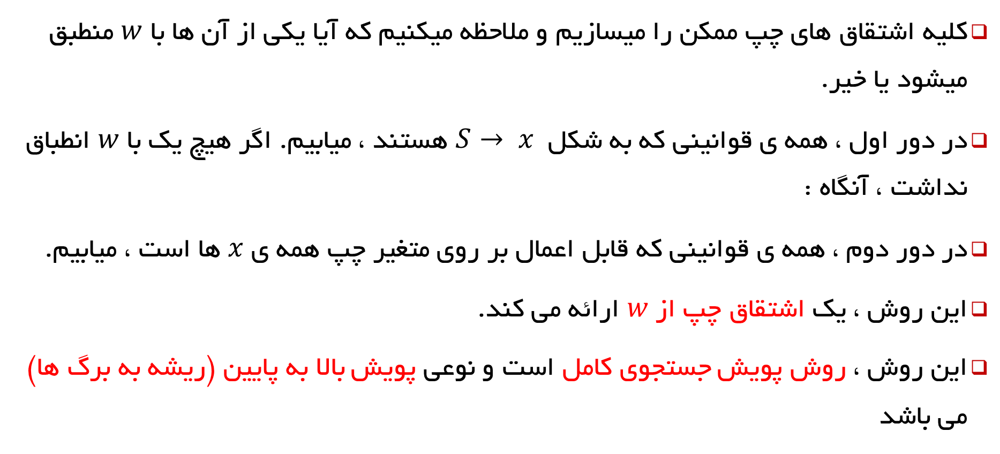 ❑کلیه اشتقاق های چپ ممکن را میسازیم و ملاحظه میکنیم که آیا یکی از آن ها با w منطبق
میشود یا خیر.
❑در دور اول ، همه ی قوانینی که به شکل S → x هستند ، میابیم. اگر هیچ یک با w انطباق
نداشت ، آنگاه :
❑در دور دوم ، همه ی قوانینی که قابل اعمال بر روی متغیر چپ همه ی x ها است ، میابیم.
❑این روش ، یک اشتقاق چپ از w ارائه می کند.
❑این روش ، روش پویش جستجوی کامل است و نوعی پویش بالا به پایین (ریشه به برگ ها)
می باشد